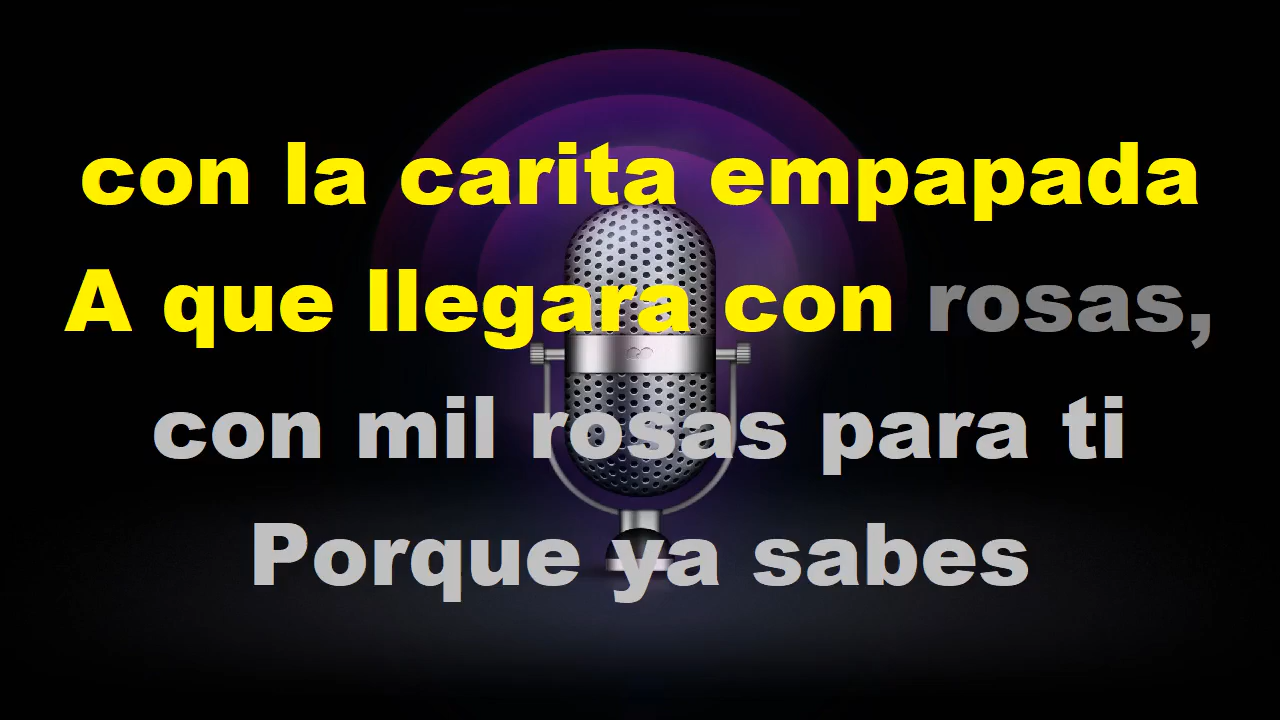 con la carita empapada
A que llegara con rosas,
con mil rosas para ti
Porque ya sabes